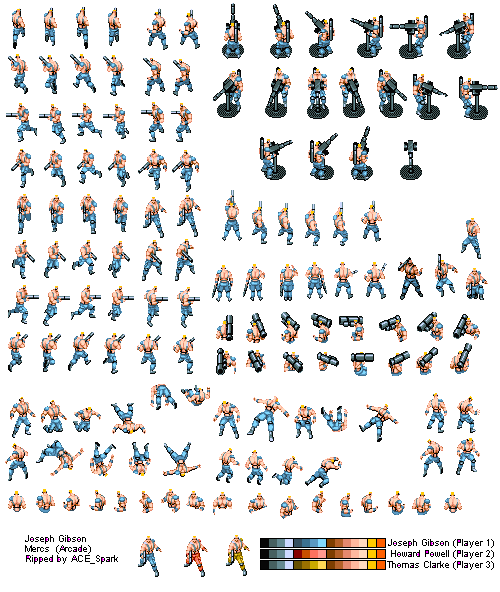 Joseph Gibson
Mercs (Arcade)
Ripped by ACE_Spark
Joseph Gibson (Player 1)
Howard Powell (Player 2)
Thomas Clarke (Player 3)